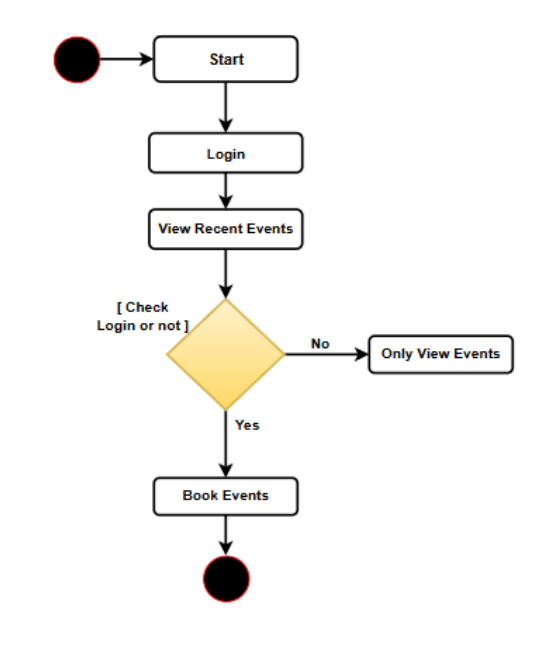 Start
Login
View Recent Events
[ Check
Login or not ]
No
Only View Events
Yes
Book Events